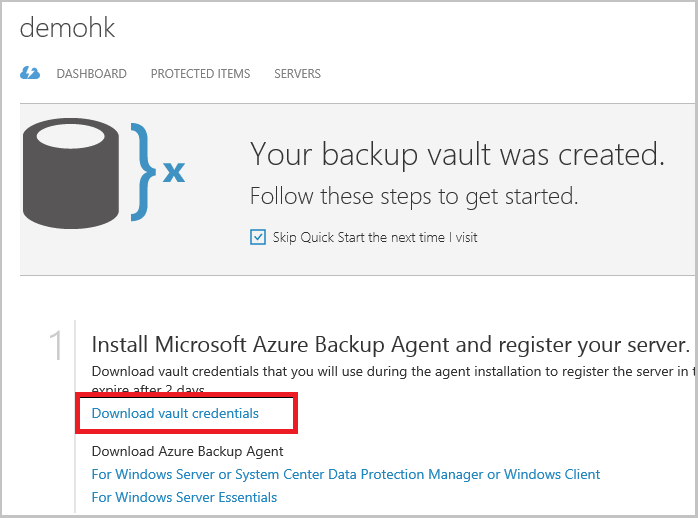 demohk
DASHBOARD PROTECTED ITEMS SERVERS
x
Your backup vault was created.
Follow these steps to get started.
Skip Quick Start the next time I visit
1
Install Microsoft Azure Backup Agent and register your server.
Download vault credentials that you will use during the agent installation to register the server in
expire after 2 days
Download vault credentials
Download Azure Backup Agent
For Windows Server or System Center Data Protection Manager or Windows Client
For Windows Server Essentials